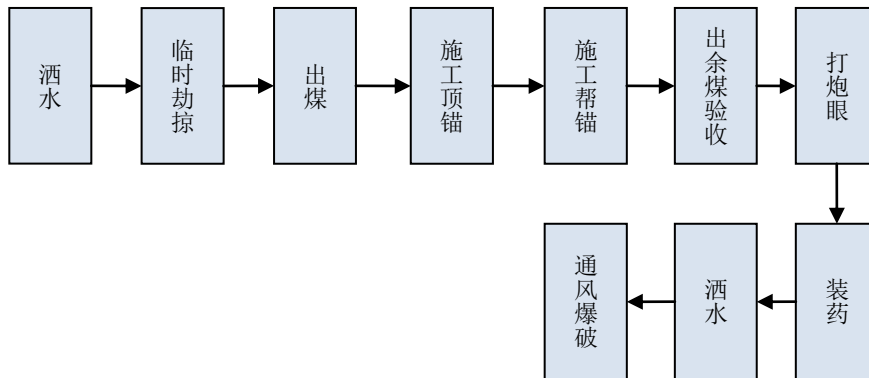 洒水
临时劫掠
出煤
施工顶锚
施工帮锚
出余煤验收
打炮眼
装药
洒水
通风爆破